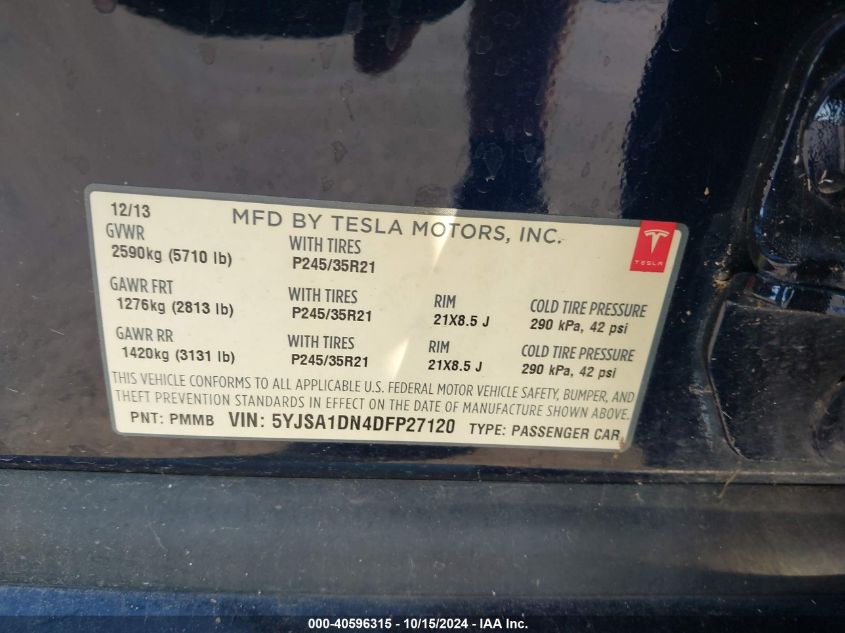 12/13
MFD BY TESLA MOTORS, INC.
TESLA
GVWR
2590kg (5710 lb)
WITH TIRES
P245/35R21
GAWR FRT
1276kg (2813 lb)
WITH TIRES
P245/35R21
RIM
21X8.5 J
COLD TIRE PRESSURE
290 kPa, 42 psi
GAWR RR
1420kg (3131 lb)
WITH TIRES
P245/35R21
RIM
21X8.5 J
COLD TIRE PRESSURE
290 kPa, 42 psi
THIS VEHICLE CONFORMS TO ALL APPLICABLE U.S. FEDERAL MOTOR VEHICLE SAFETY, BUMPER, AND
THEFT PREVENTION STANDARDS IN EFFECT ON THE DATE OF MANUFACTURE SHOWN ABOVE.
PNT: PMMB VIN: 5YJSA1DN4DFP27120 TYPE: PASSENGER CAR
000-40596315 - 10/15/2024 - IAA Inc.